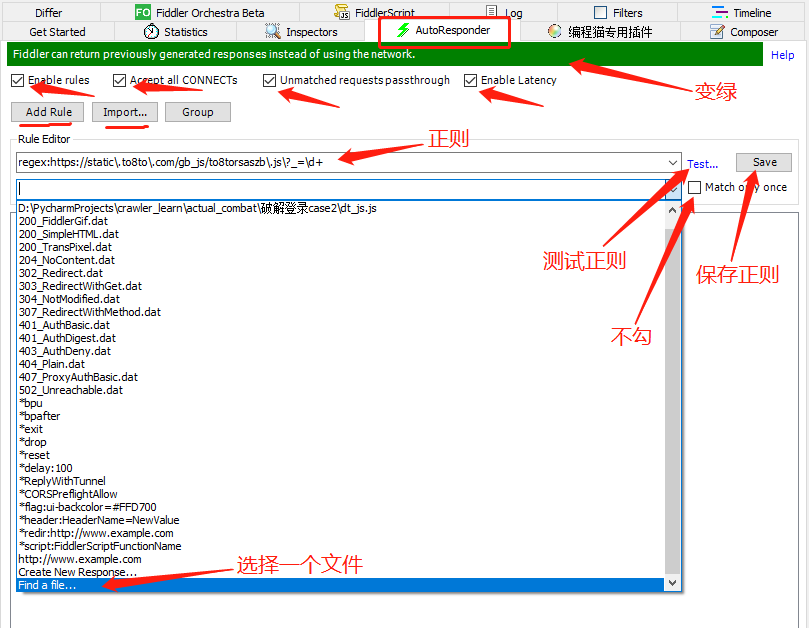 Differ
FO Fiddler Orchestra Beta
FiddlerScript
Log
Filters
Timeline
Get Started
Statistics
Inspectors
AutoResponder
编程猫专用插件
Composer
Fiddler can return previously generated responses instead of using the network.
Help
变绿
Enable rules
Accept all CONNECTs
Unmatched requests passthrough
Enable Latency
Add Rule
Import...
Group
正则
Rule Editor
regex:https://static\.to8to\.com/gb_js/to8torsaszb\.js\?_=\d+
Test...
Save
Match only once
测试正则
保存正则
不勾
D:\PycharmProjects\crawler_learn\actual_combat\破解登录case2\dt_js.js
200_FiddlerGif.dat
200_SimpleHTML.dat
200_TransPixel.dat
204_NoContent.dat
302_Redirect.dat
303_RedirectWithGet.dat
304_NotModified.dat
307_RedirectWithMethod.dat
401_AuthBasic.dat
401_AuthDigest.dat
403_AuthDeny.dat
404_Plain.dat
407_ProxyAuthBasic.dat
502_Unreachable.dat
*bpu
*bpafter
*exit
*drop
*reset
*delay:100
*ReplyWithTunnel
*CORSPreflightAllow
*flag:ui-backcolor=#FFD700
*header:HeaderName=NewValue
*redir:http://www.example.com
*script:FiddlerScriptFunctionName
http://www.example.com
Create New Response...
Find a file...
选择一个文件